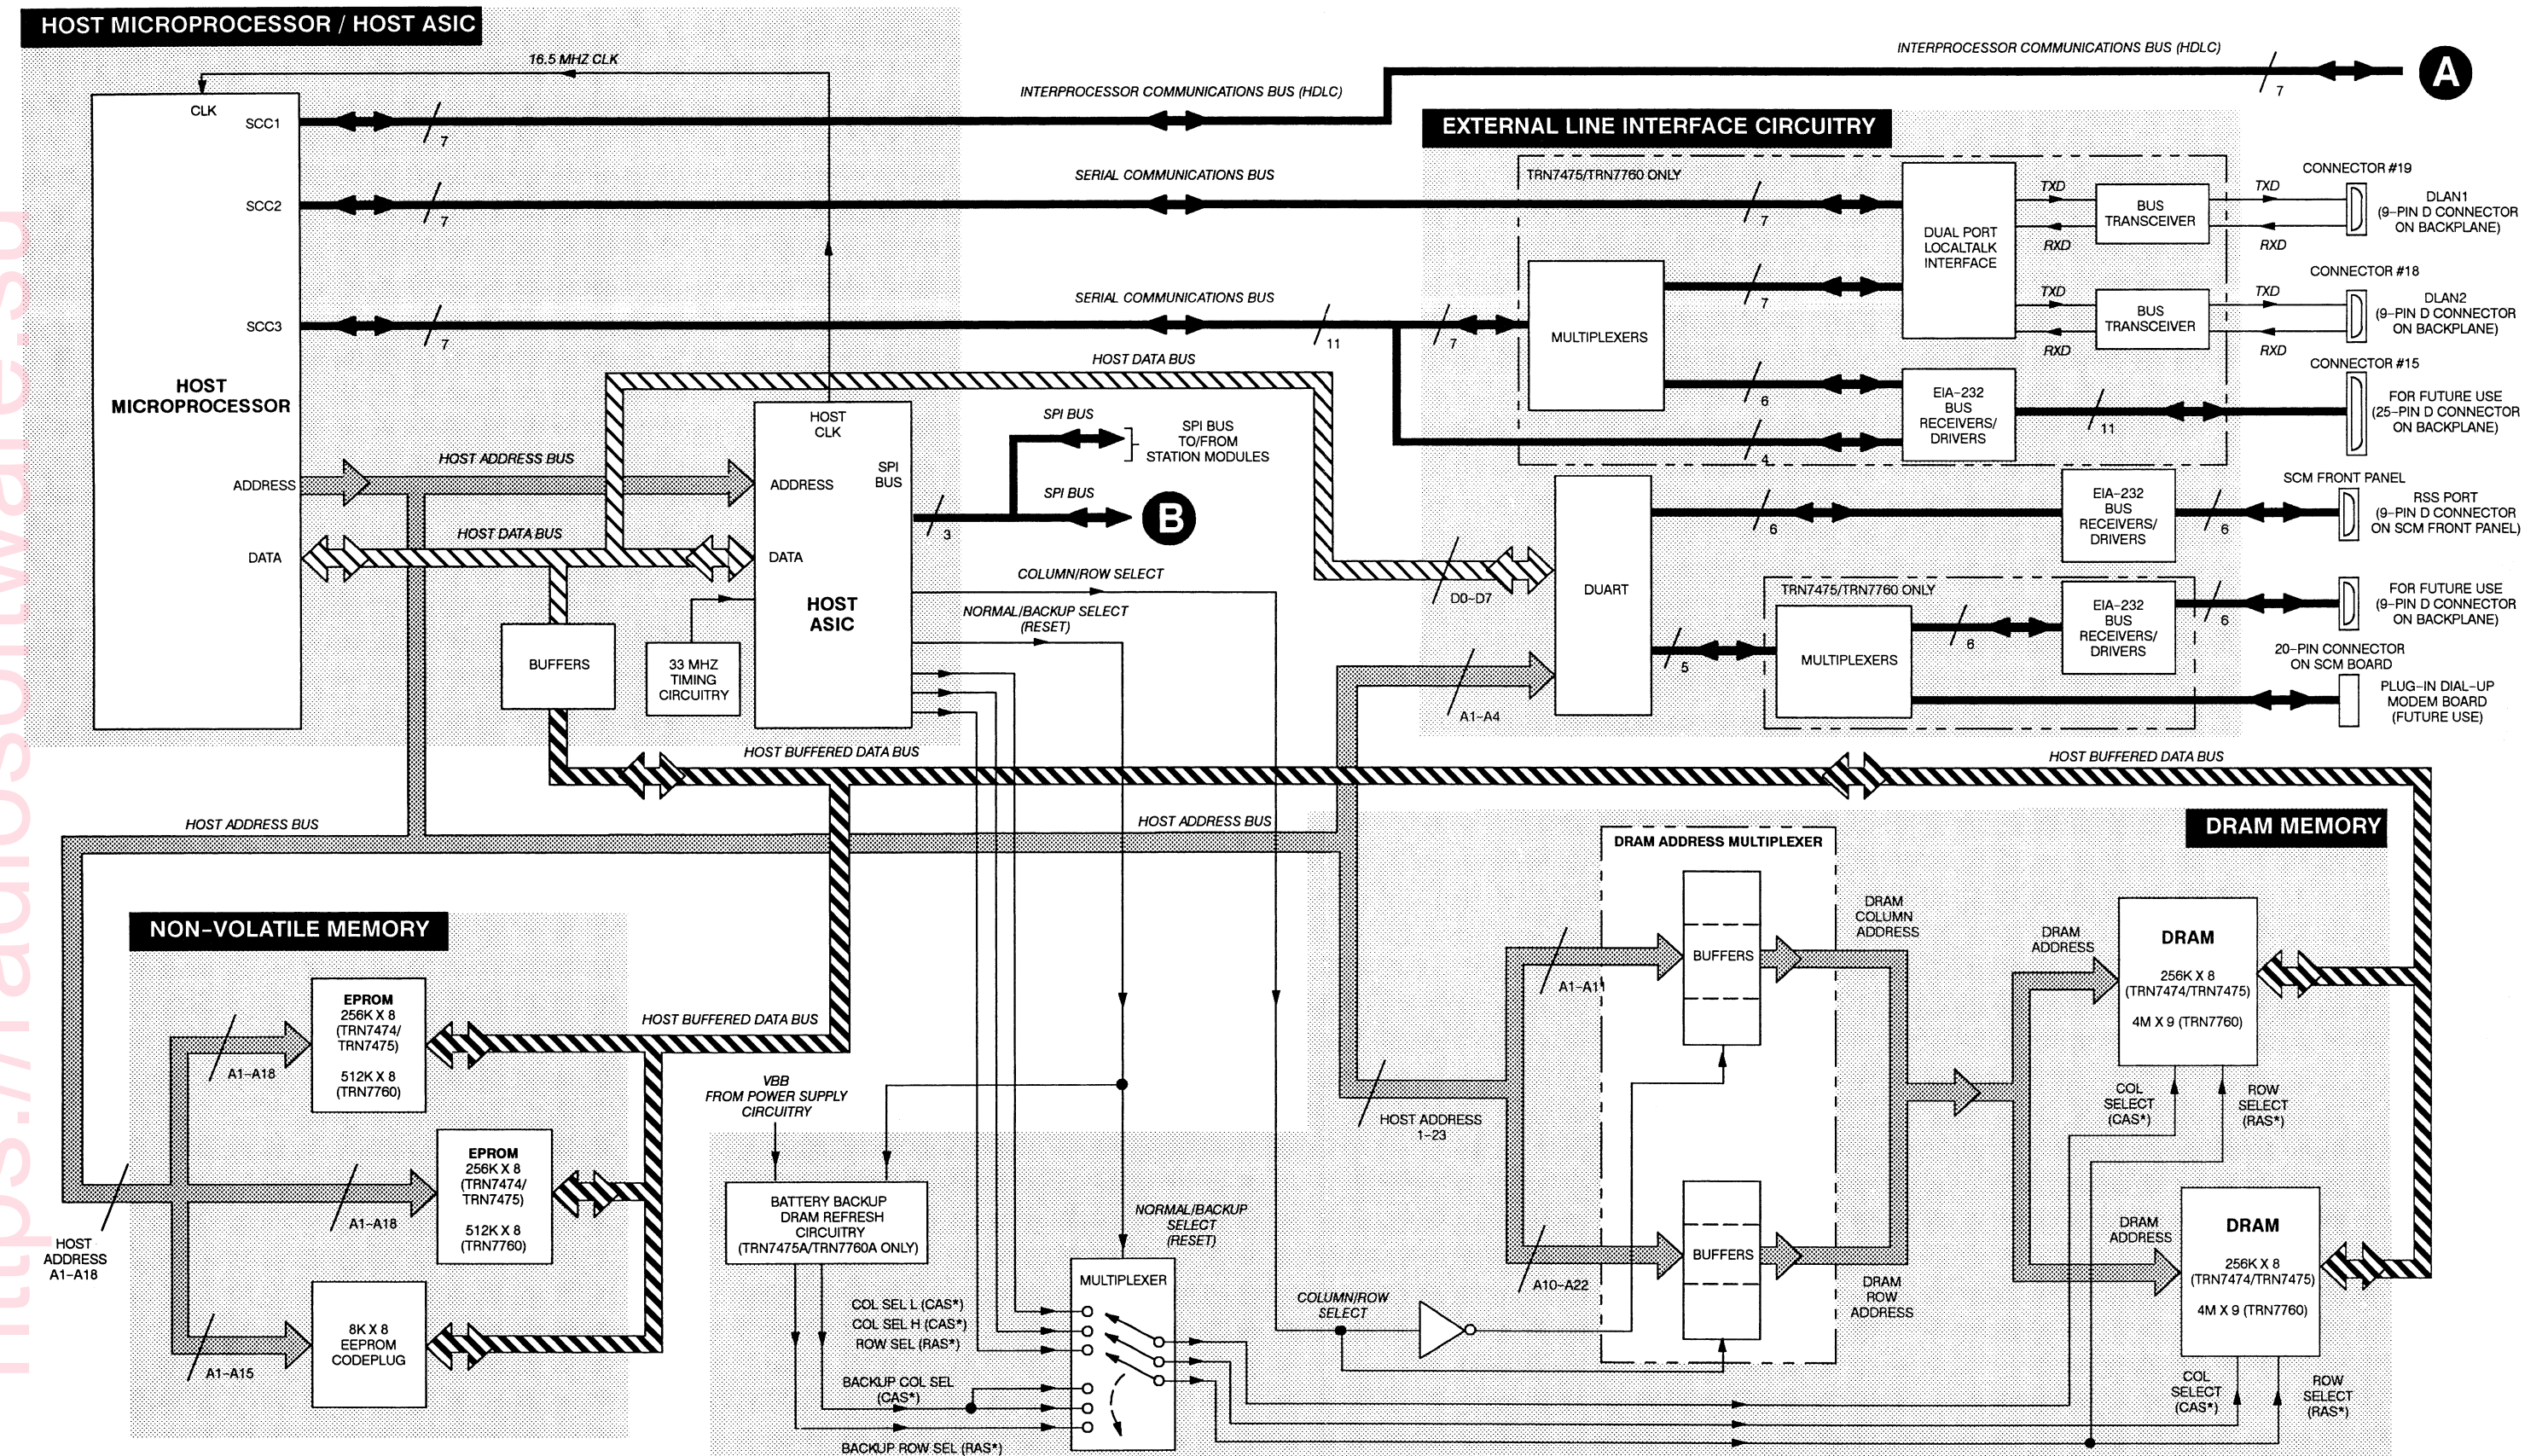 HOST MICROPROCESSOR / HOST ASIC
16.5 MHZ CLK
CLK
SCC1
7
SCC2
7
SCC3
7
HOST
MICROPROCESSOR
ADDRESS
DATA
INTERPROCESSOR COMMUNICATIONS BUS (HDLC)
INTERPROCESSOR COMMUNICATIONS BUS (HDLC)
7
A
SERIAL COMMUNICATIONS BUS
SERIAL COMMUNICATIONS BUS
11
7
HOST DATA BUS
HOST ADDRESS BUS
HOST DATA BUS
HOST
CLK
SPI
BUS
ADDRESS
DATA
HOST
ASIC
BUFFERS
33 MHZ
TIMING
CIRCUITRY
3
SPI BUS
SPI BUS
TO/FROM
STATION MODULES
SPI BUS
B
COLUMN/ROW SELECT
NORMAL/BACKUP SELECT
(RESET)
EXTERNAL LINE INTERFACE CIRCUITRY
TRN7475/TRN7760 ONLY
7
7
6
4
MULTIPLEXERS
DUAL PORT
LOCALTALK
INTERFACE
TXD
RXD
BUS
TRANSCEIVER
TXD
RXD
CONNECTOR #19
DLAN1
(9-PIN D CONNECTOR
ON BACKPLANE)
TXD
RXD
BUS
TRANSCEIVER
TXD
RXD
CONNECTOR #18
DLAN2
(9-PIN D CONNECTOR
ON BACKPLANE)
EIA-232
BUS
RECEIVERS/
DRIVERS
11
CONNECTOR #15
FOR FUTURE USE
(25-PIN D CONNECTOR
ON BACKPLANE)
D0-D7
A1-A4
DUART
6
EIA-232
BUS
RECEIVERS/
DRIVERS
6
SCM FRONT PANEL
RSS PORT
(9-PIN D CONNECTOR
ON SCM FRONT PANEL)
5
TRN7475/TRN7760 ONLY
MULTIPLEXERS
6
EIA-232
BUS
RECEIVERS/
DRIVERS
6
FOR FUTURE USE
(9-PIN D CONNECTOR
ON BACKPLANE)
20-PIN CONNECTOR
ON SCM BOARD
PLUG-IN DIAL-UP
MODEM BOARD
(FUTURE USE)
HOST BUFFERED DATA BUS
HOST BUFFERED DATA BUS
HOST ADDRESS BUS
HOST ADDRESS BUS
NON-VOLATILE MEMORY
EPROM
256K X 8
(TRN7474/
TRN7475)
512K X 8
(TRN7760)
A1-A18
HOST BUFFERED DATA BUS
EPROM
256K X 8
(TRN7474/
TRN7475)
512K X 8
(TRN7760)
A1-A18
HOST
ADDRESS
A1-A18
8K X 8
EEPROM
CODEPLUG
A1-A15
VBB
FROM POWER SUPPLY
CIRCUITRY
BATTERY BACKUP
DRAM REFRESH
CIRCUITRY
(TRN7475A/TRN7760A ONLY)
NORMAL/BACKUP
SELECT
(RESET)
MULTIPLEXER
COL SEL L (CAS*)
COL SEL H (CAS*)
ROW SEL (RAS*)
BACKUP COL SEL
(CAS*)
BACKUP ROW SEL (RAS*)
DRAM MEMORY
DRAM ADDRESS MULTIPLEXER
BUFFERS
A1-A11
HOST ADDRESS
1-23
BUFFERS
A10-A22
COLUMN/ROW
SELECT
DRAM
COLUMN
ADDRESS
DRAM
ROW
ADDRESS
DRAM
ADDRESS
DRAM
256K X 8
(TRN7474/TRN7475)
4M X 9 (TRN7760)
COL
SELECT
(CAS*)
ROW
SELECT
(RAS*)
DRAM
ADDRESS
DRAM
256K X 8
(TRN7474/TRN7475)
4M X 9 (TRN7760)
COL
SELECT
(CAS*)
ROW
SELECT
(RAS*)
https://radiosoftware.su